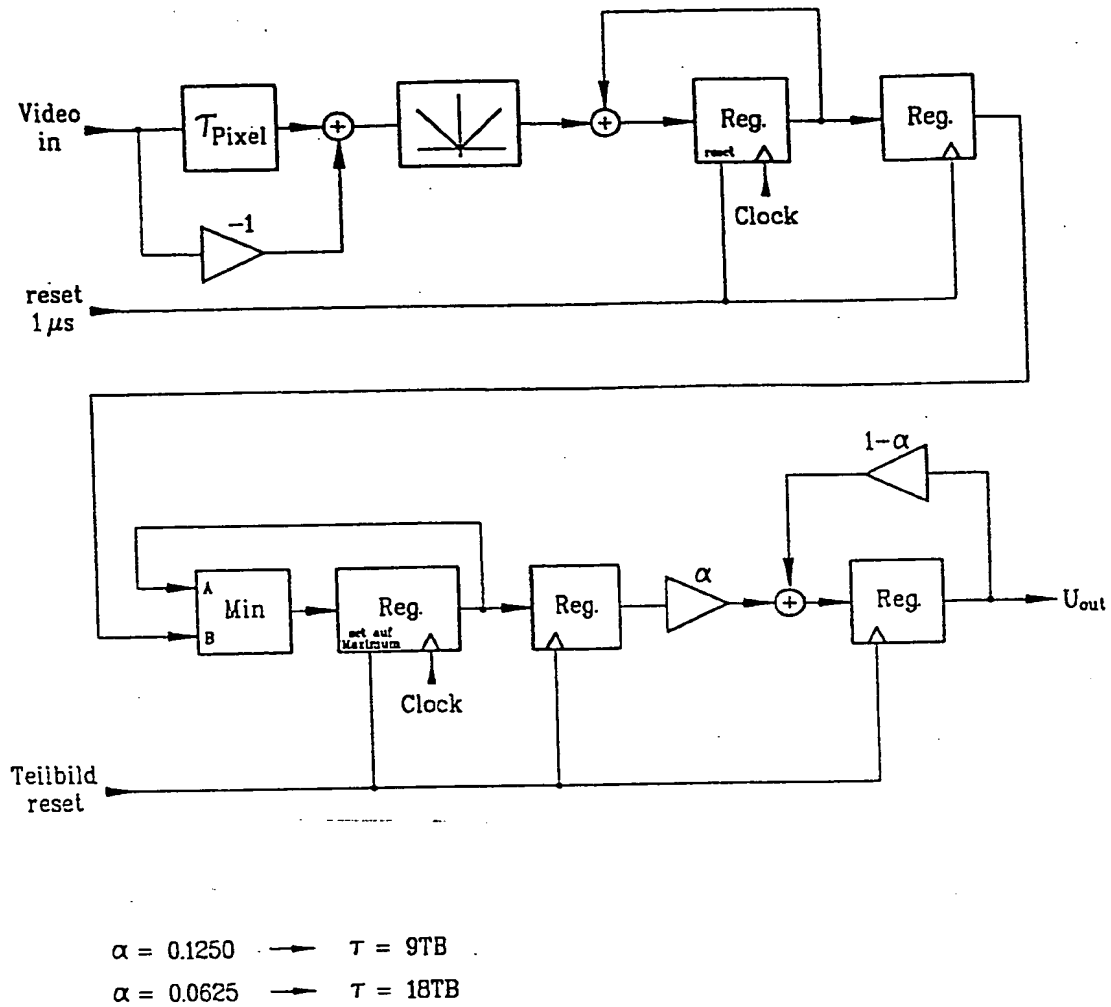 Video
in
τPixel
+
+
Reg.
reset
Reg.
Clock
-1
reset
1 μs
1-α
A
B
Min
Reg.
set auf
Maximum
Reg.
α
+
Reg.
Uout
Clock
Teilbild
reset
α = 0.1250 → τ = 9TB
α = 0.0625 → τ = 18TB